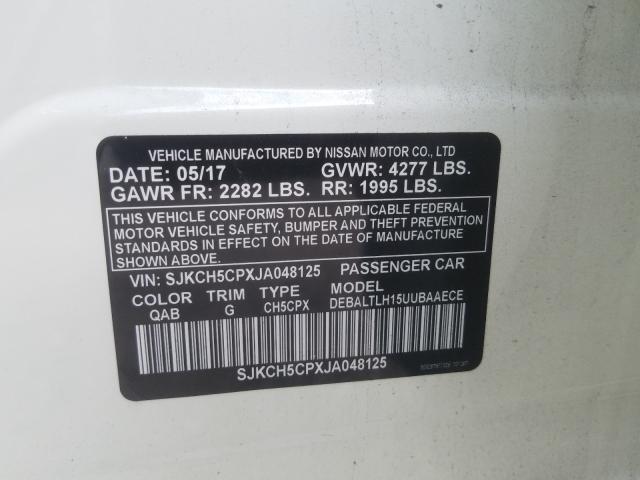 VEHICLE MANUFACTURED BY NISSAN MOTOR CO., LTD
DATE: 05/17 GVWR: 4277 LBS.
GAWR FR: 2282 LBS. RR: 1995 LBS.
THIS VEHICLE CONFORMS TO ALL APPLICABLE FEDERAL
MOTOR VEHICLE SAFETY, BUMPER AND THEFT PREVENTION
STANDARDS IN EFFECT ON THE DATE OF MANUFACTURE
SHOWN ABOVE.
VIN: SJKCH5CPXJA048125 PASSENGER CAR
COLOR TRIM TYPE MODEL
QAB G CH5CPX DEBALTLH15UUBAAECE
SJKCH5CPXJA048125